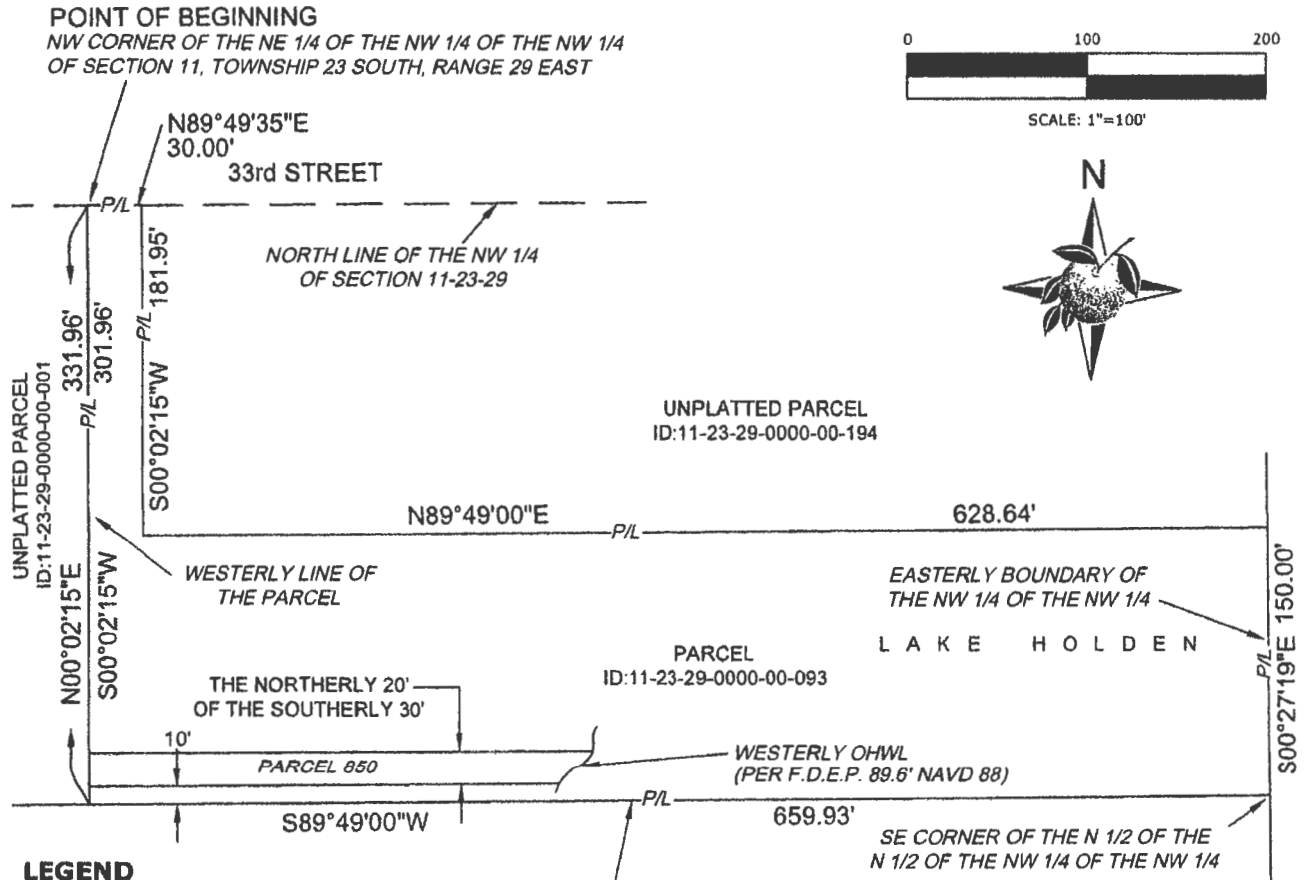 POINT OF BEGINNING
NW CORNER OF THE NE 1/4 OF THE NW 1/4 OF THE NW 1/4
OF SECTION 11, TOWNSHIP 23 SOUTH, RANGE 29 EAST
0 100 200
SCALE: 1"=100'
N89°49'35"E
30.00'
33rd STREET
P/L
N
NORTH LINE OF THE NW 1/4
OF SECTION 11-23-29
181.95'
P/L
S00°02'15"W
331.96'
301.96'
P/L
UNPLATTED PARCEL
ID:11-23-29-0000-00-001
UNPLATTED PARCEL
ID:11-23-29-0000-00-194
N89°49'00"E
P/L
628.64'
WESTERLY LINE OF
THE PARCEL
N00°02'15"E
S00°02'15"W
EASTERLY BOUNDARY OF
THE NW 1/4 OF THE NW 1/4
LAKE HOLDEN
150.00'
P/L
S00°27'19"E
PARCEL
ID:11-23-29-0000-00-093
THE NORTHERLY 20'
OF THE SOUTHERLY 30'
10'
PARCEL 850
WESTERLY OHWL
(PER F.D.E.P. 89.6' NAVD 88)
P/L
S89°49'00"W
659.93'
SE CORNER OF THE N 1/2 OF THE
N 1/2 OF THE NW 1/4 OF THE NW 1/4
LEGEND